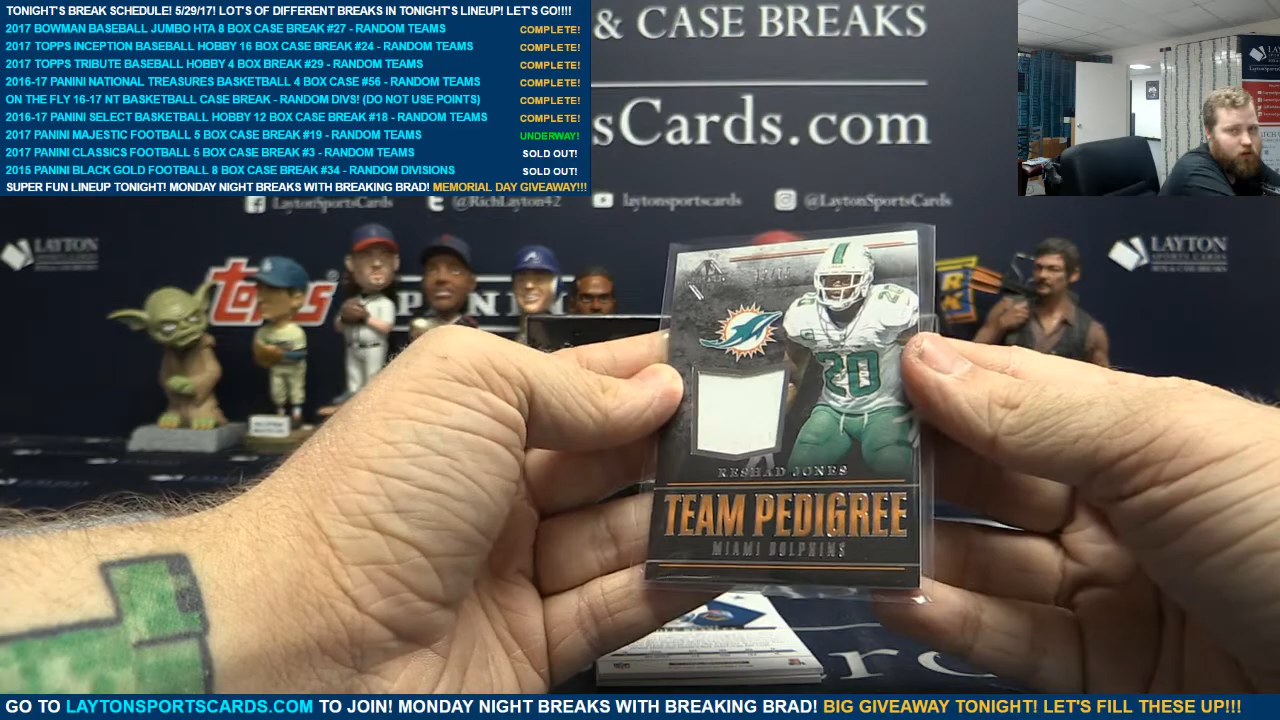 TONIGHT'S BREAK SCHEDULE! 5/29/17! LOT'S OF DIFFERENT BREAKS IN TONIGHT'S LINEUP! LET'S GO!!!!
2017 BOWMAN BASEBALL JUMBO HTA 8 BOX CASE BREAK #27 - RANDOM TEAMS COMPLETE!
2017 TOPPS INCEPTION BASEBALL HOBBY 16 BOX CASE BREAK #24 - RANDOM TEAMS COMPLETE!
2017 TOPPS TRIBUTE BASEBALL HOBBY 4 BOX BREAK #29 - RANDOM TEAMS COMPLETE!
2016-17 PANINI NATIONAL TREASURES BASKETBALL 4 BOX CASE #56 - RANDOM TEAMS COMPLETE!
ON THE FLY 16-17 NT BASKETBALL CASE BREAK - RANDOM DIVS! (DO NOT USE POINTS) COMPLETE!
2016-17 PANINI SELECT BASKETBALL HOBBY 12 BOX CASE BREAK #18 - RANDOM TEAMS COMPLETE!
2017 PANINI MAJESTIC FOOTBALL 5 BOX CASE BREAK #19 - RANDOM TEAMS UNDERWAY!
2017 PANINI CLASSICS FOOTBALL 5 BOX CASE BREAK #3 - RANDOM TEAMS SOLD OUT!
2015 PANINI BLACK GOLD FOOTBALL 8 BOX CASE BREAK #34 - RANDOM DIVISIONS SOLD OUT!
SUPER FUN LINEUP TONIGHT! MONDAY NIGHT BREAKS WITH BREAKING BRAD! MEMORIAL DAY GIVEAWAY!!!
& CASE BREAKS
sCards.com
LaytonSportsCards @RichLayton42 laytonsportscards @LaytonSportsCards
LAYTON
LAYTON
SPORTS CARDS
topps
PANINI
20
20
RESHAD JONES
TEAM PEDIGREE
MIAMI DOLPHINS
GO TO LAYTONSPORTSCARDS.COM TO JOIN! MONDAY NIGHT BREAKS WITH BREAKING BRAD! BIG GIVEAWAY TONIGHT! LET'S FILL THESE UP!!!